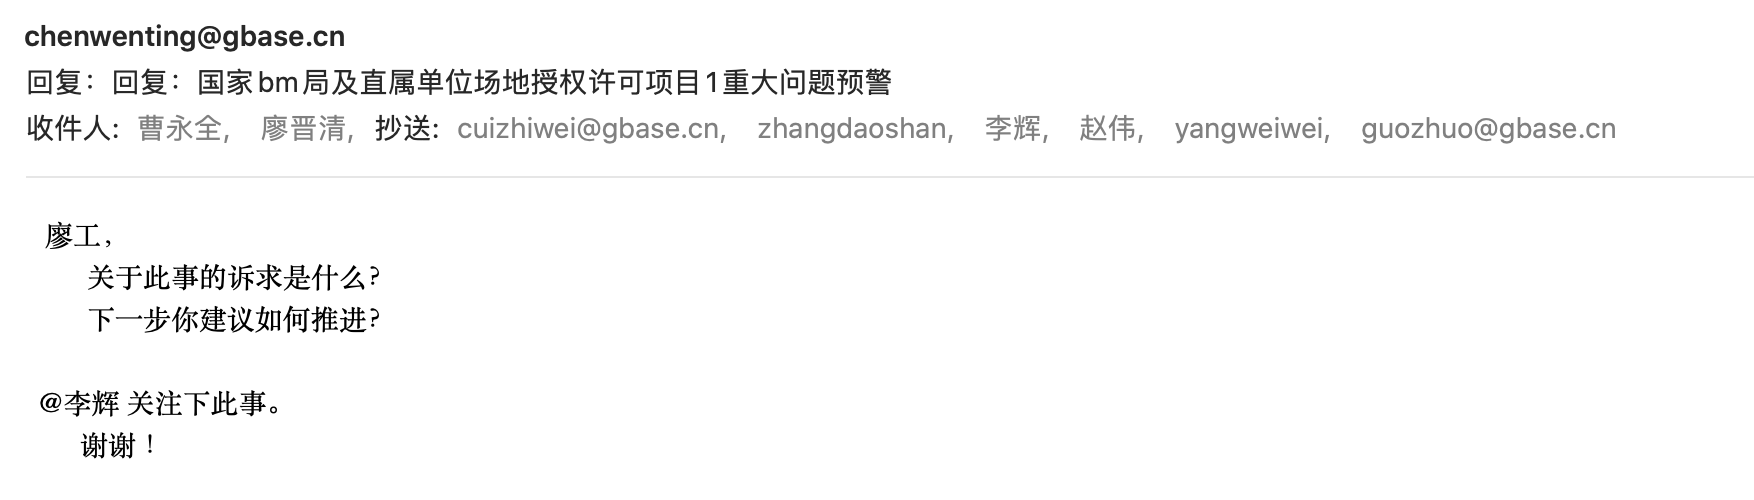 chenwenting@gbase.cn
回复：回复：国家bm局及直属单位场地授权许可项目1重大问题预警
收件人: 曹永全, 廖晋清, 抄送: cuizhiwei@gbase.cn, zhangdaoshan, 李辉, 赵伟, yangweiwei, guozhuo@gbase.cn
廖工，
关于此事的诉求是什么？
下一步你建议如何推进？
@李辉 关注下此事。
谢谢！